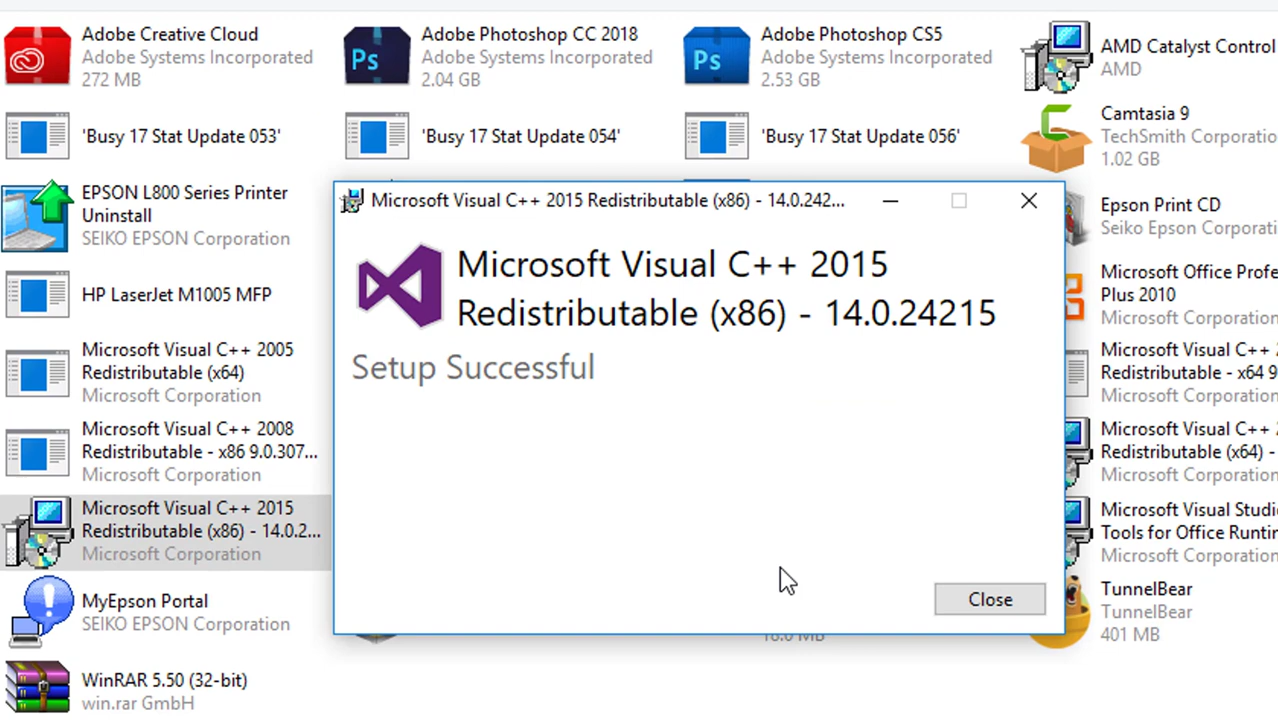 Adobe Creative Cloud
Adobe Systems Incorporated
272 MB
Ps
Adobe Photoshop CC 2018
Adobe Systems Incorporated
2.04 GB
Ps
Adobe Photoshop CS5
Adobe Systems Incorporated
2.53 GB
AMD Catalyst Control
AMD
'Busy 17 Stat Update 053'
'Busy 17 Stat Update 054'
'Busy 17 Stat Update 056'
Camtasia 9
TechSmith Corporatio
1.02 GB
EPSON L800 Series Printer
Uninstall
SEIKO EPSON Corporation
Epson Print CD
Seiko Epson Corporati
HP LaserJet M1005 MFP
Microsoft Office Profe
Plus 2010
Microsoft Corporation
Microsoft Visual C++ 2005
Redistributable (x64)
Microsoft Corporation
Microsoft Visual C++ 2
Redistributable - x64 9
Microsoft Corporation
Microsoft Visual C++ 2008
Redistributable - x86 9.0.307...
Microsoft Corporation
Microsoft Visual C++ 2
Redistributable (x64) -
Microsoft Corporation
Microsoft Visual C++ 2015
Redistributable (x86) - 14.0.2...
Microsoft Corporation
Microsoft Visual Studi
Tools for Office Runtin
Microsoft Corporation
MyEpson Portal
SEIKO EPSON Corporation
TunnelBear
TunnelBear
401 MB
WinRAR 5.50 (32-bit)
win.rar GmbH
Microsoft Visual C++ 2015 Redistributable (x86) - 14.0.242...
Microsoft Visual C++ 2015
Redistributable (x86) - 14.0.24215
Setup Successful
Close